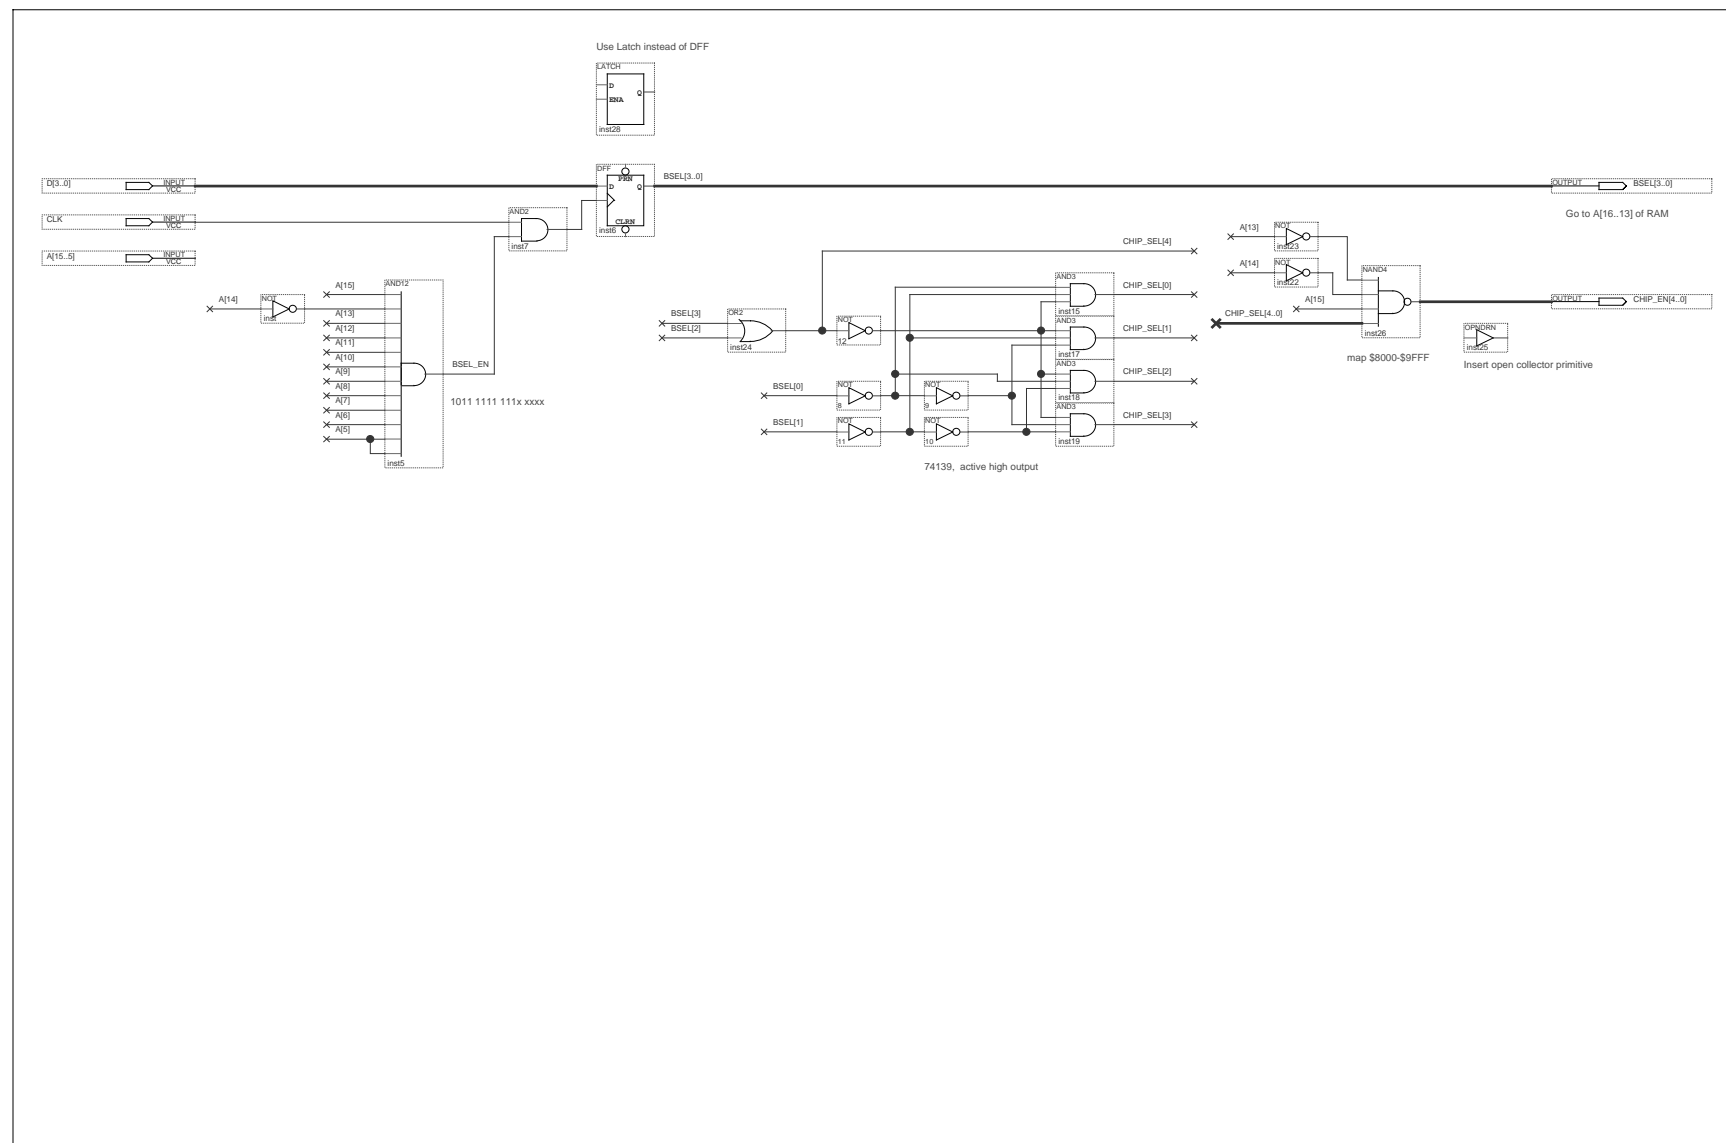 Use Latch instead of DFF
LATCH
D
Q
ENA
inst28
D[3..0]
INPUT
VCC
DFF
PRN
D
Q
CLRN
inst6
BSEL[3..0]
OUTPUT
BSEL[3..0]
Go to A[16..13] of RAM
CLK
INPUT
VCC
AND2
inst7
A[15..5]
INPUT
VCC
A[14]
NOT
inst
AND12
A[15]
A[13]
A[12]
A[11]
A[10]
A[9]
A[8]
A[7]
A[6]
A[5]
inst5
BSEL_EN
1011 1111 111x xxxx
BSEL[3]
BSEL[2]
OR2
inst24
NOT
12
BSEL[0]
NOT
8
NOT
9
BSEL[1]
NOT
11
NOT
10
CHIP_SEL[4]
AND3
inst15
CHIP_SEL[0]
AND3
inst17
CHIP_SEL[1]
AND3
inst18
CHIP_SEL[2]
AND3
inst19
CHIP_SEL[3]
74139,  active high output
A[13]
NOT
inst23
A[14]
NOT
inst22
A[15]
CHIP_SEL[4..0]
NAND4
inst26
map $8000-$9FFF
OUTPUT
CHIP_EN[4..0]
OPNDRN
inst25
Insert open collector primitive